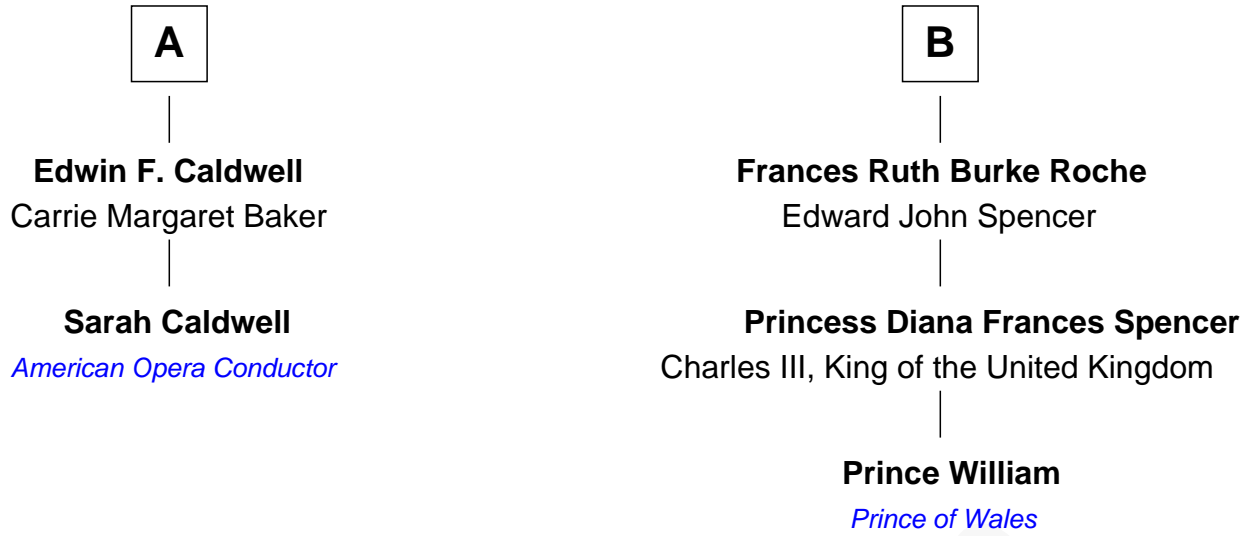 A
Edwin F. Caldwell
Carrie Margaret Baker
Sarah Caldwell
American Opera Conductor
B
Frances Ruth Burke Roche
Edward John Spencer
Princess Diana Frances Spencer
Charles III, King of the United Kingdom
Prince William
Prince of Wales